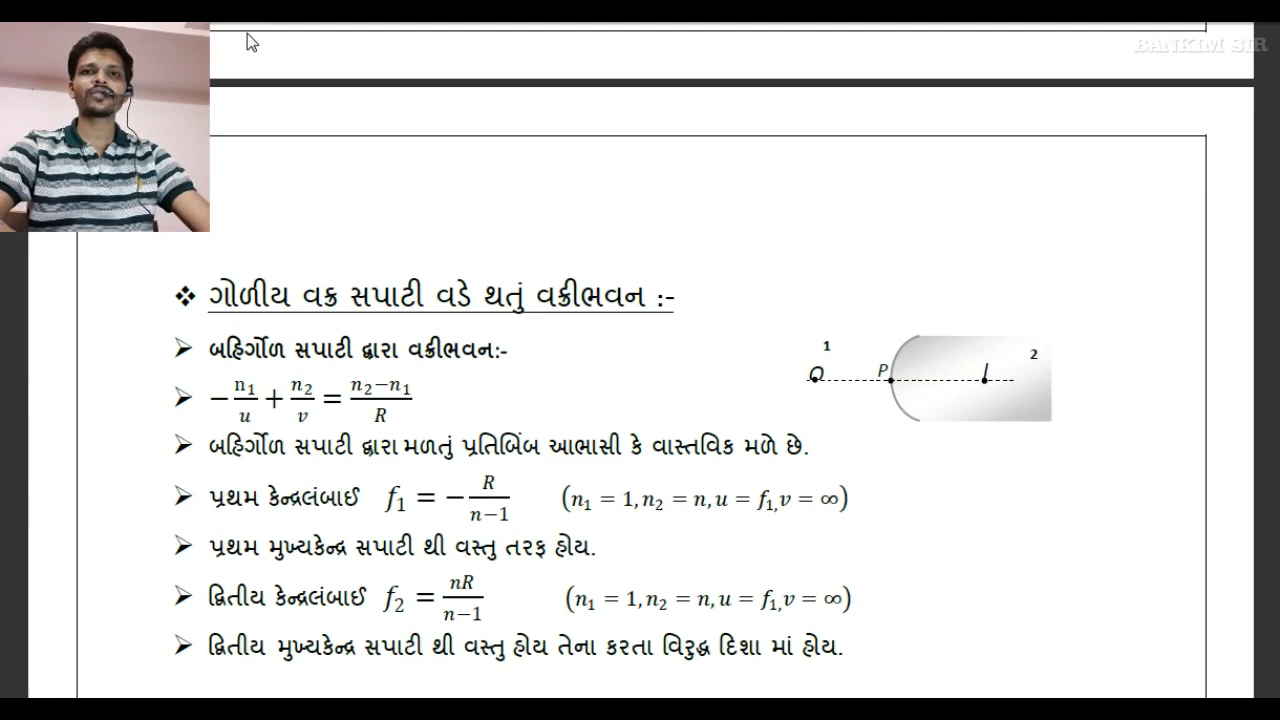 BANKIM SIR
❖ ગોળીય વક્ર સપાટી વડે થતું વક્રીભવન :-
➤ બહિર્ગોળ સપાટી દ્વારા વક્રીભવન:-
1
2
O
P
I
➤ −n₁/u + n₂/v = n₂−n₁/R
➤ બહિર્ગોળ સપાટી દ્વારા મળતું પ્રતિબિંબ આભાસી કે વાસ્તવિક મળે છે.
➤ પ્રથમ કેન્દ્રલંબાઈ f₁ = −R/n−1 (n₁ = 1, n₂ = n, u = f₁, v = ∞)
➤ પ્રથમ મુખ્યકેન્દ્ર સપાટી થી વસ્તુ તરફ હોય.
➤ દ્વિતીય કેન્દ્રલંબાઈ f₂ = nR/n−1 (n₁ = 1, n₂ = n, u = f₁, v = ∞)
➤ દ્વિતીય મુખ્યકેન્દ્ર સપાટી થી વસ્તુ હોય તેના કરતા વિરુદ્ધ દિશા માં હોય.